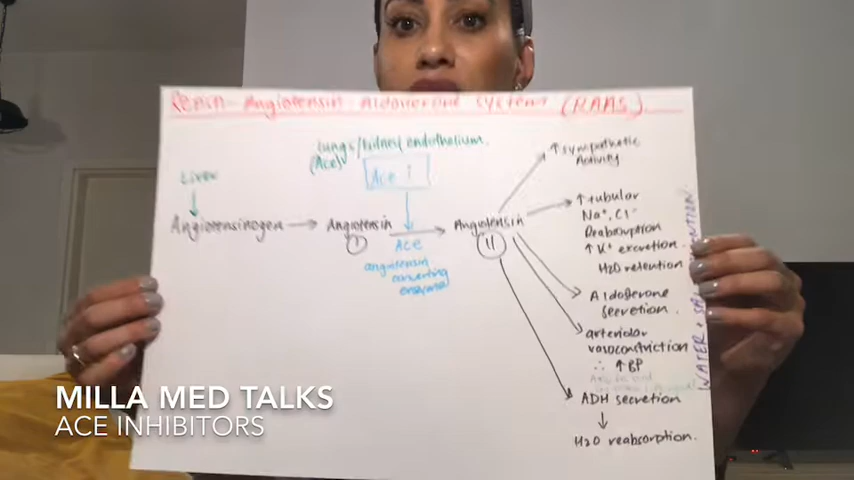 Renin - Angiotensin - Aldosterone System (RAAS).
Lungs/kidney endothelium.
(Ace)
Ace I
Liver
Angiotensinogen
Angiotensin
I
Ace
angiotensin
converting
enzyme
Angiotensin
II
↑ sympathetic
Activity
↑ tubular
Na⁺, Cl⁻
Reabsorption
↑ K⁺ excretion
H₂O retention
Aldosterone
secretion.
arteriolar
vasoconstriction
∴ ↑ BP
ADH secretion
H₂O reabsorption.
WATER +
MILLA MED TALKS
ACE INHIBITORS